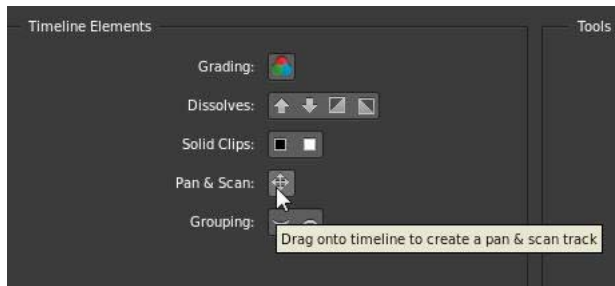 Timeline Elements
Tools
Grading:
Dissolves:
Solid Clips:
Pan & Scan:
Grouping:
Drag onto timeline to create a pan & scan track